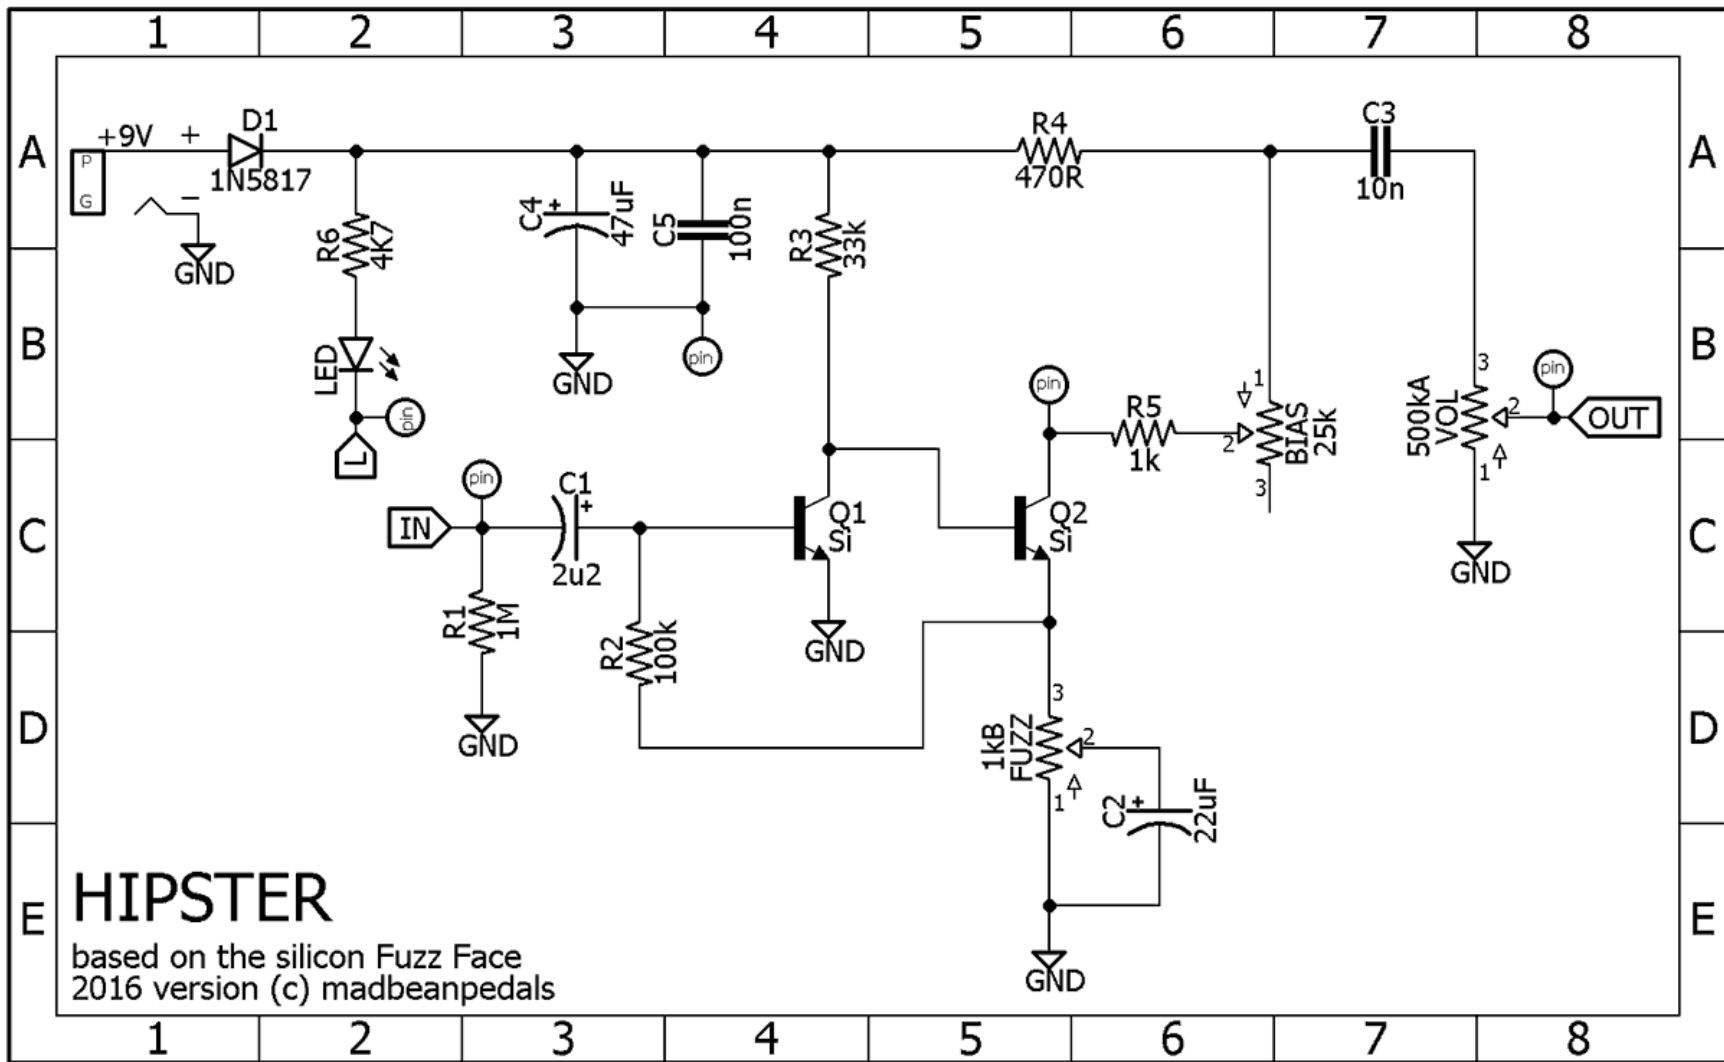 1 2 3 4 5 6 7 8
A A
B B
C C
D D
E E
+9V + D1
P
G
1N5817
−
GND
R6
4k7
LED
pin
L
C4 +
47uF
C5
100n
GND
pin
R3
33k
R4
470R
C3
10n
pin
R5
1k
1
2
BIAS
25k
3
3
500kA
VOL
2
1
pin
OUT
GND
pin
IN
C1
+
2u2
R1
1M
GND
R2
100k
Q1
Si
GND
Q2
Si
3
1kB
FUZZ
2
1
C2 +
22uF
GND
HIPSTER
based on the silicon Fuzz Face
2016 version (c) madbeanpedals
1 2 3 4 5 6 7 8